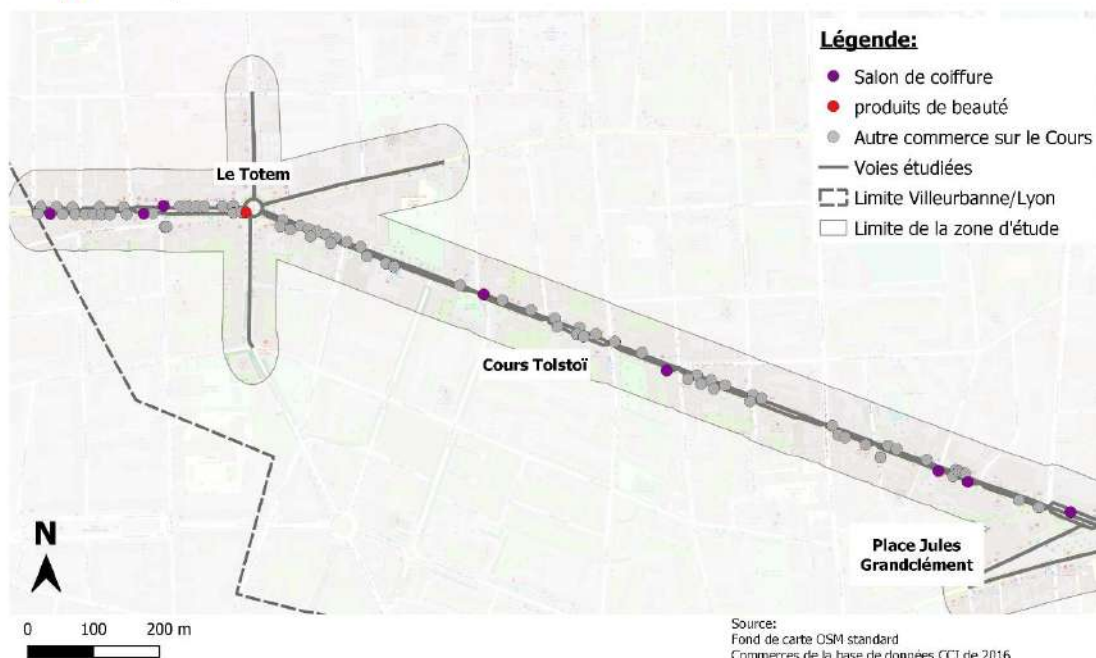 Légende:
Salon de coiffure
produits de beauté
Autre commerce sur le Cours
Voies étudiées
Limite Villeurbanne/Lyon
Limite de la zone d'étude
Le Totem
Cours Tolstoï
Place Jules
Grandclément
N
0 100 200 m
Source:
Fond de carte OSM standard
Commerces de la base de données CCI de 2016